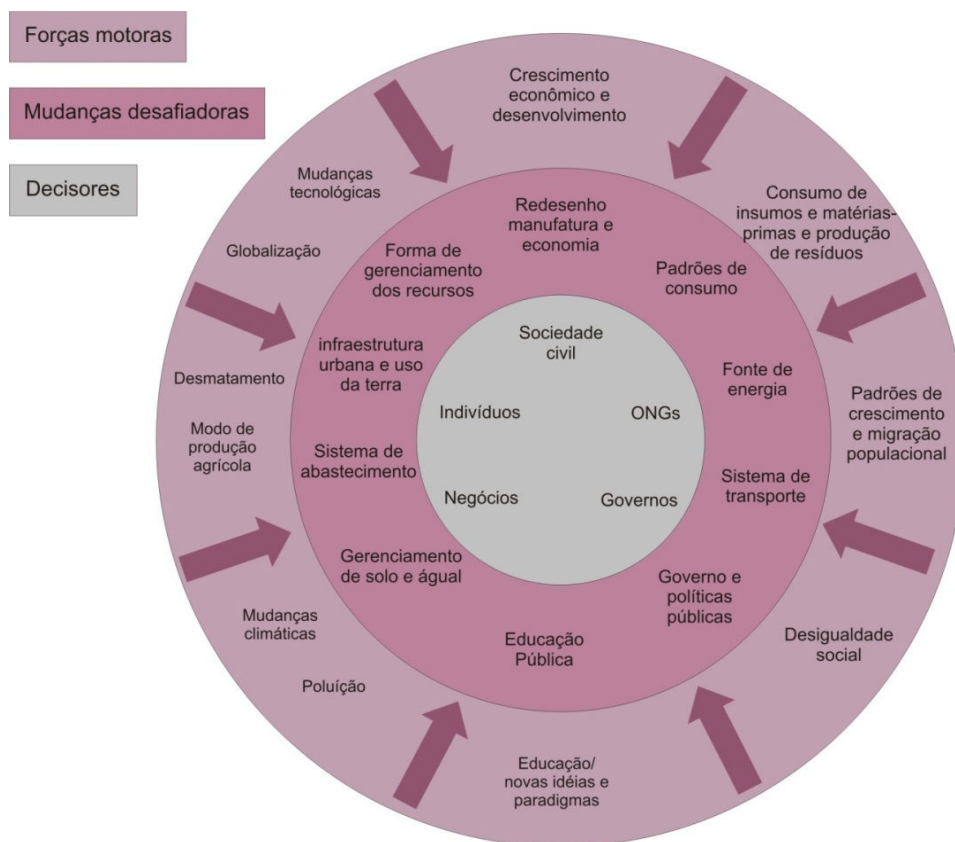 Forças motoras
Mudanças desafiadoras
Decisores
Crescimento
econômico e
desenvolvimento
Mudanças
tecnológicas
Globalização
Consumo de
insumos e matérias-
primas e produção
de resíduos
Redesenho
manufatura e
economia
Forma de
gerenciamento
dos recursos
Padrões de
consumo
Sociedade
civil
infraestrutura
urbana e uso
da terra
Fonte de
energia
Desmatamento
Modo de
produção
agrícola
Padrões de
crescimento
e migração
populacional
Indivíduos
ONGs
Sistema de
abastecimento
Sistema de
transporte
Negócios
Governos
Gerenciamento
de solo e águal
Governo e
políticas
públicas
Mudanças
climáticas
Poluíção
Educação
Pública
Desigualdade
social
Educação/
novas idéias e
paradigmas